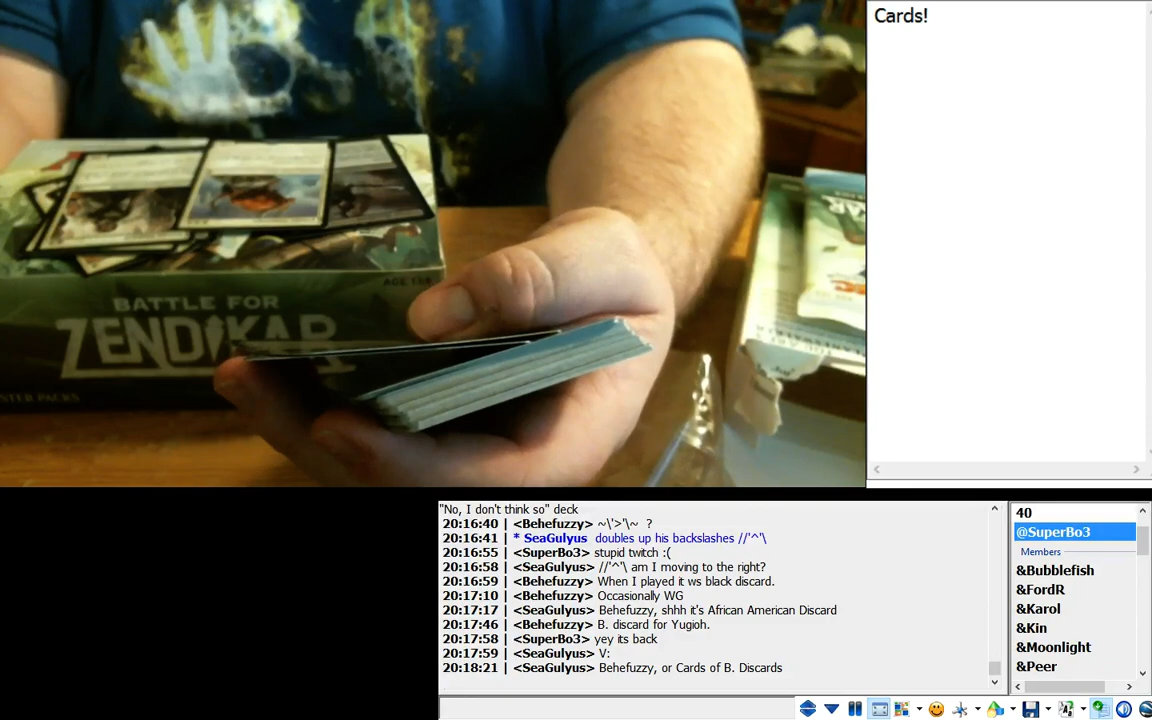 Cards!
AGE 13+
BATTLE FOR
ZENDIKAR
STER PACKS
"No, I don't think so" deck
20:16:40 | <Behefuzzy> ~\'>'\~ ?
20:16:41 | * SeaGulyus doubles up his backslashes //'^'\
20:16:55 | <SuperBo3> stupid twitch :(
20:16:58 | <SeaGulyus> //'^'\ am I moving to the right?
20:16:59 | <Behefuzzy> When I played it ws black discard.
20:17:10 | <Behefuzzy> Occasionally WG
20:17:17 | <SeaGulyus> Behefuzzy, shhh it's African American Discard
20:17:46 | <Behefuzzy> B. discard for Yugioh.
20:17:58 | <SuperBo3> yey its back
20:17:59 | <SeaGulyus> V:
20:18:21 | <SeaGulyus> Behefuzzy, or Cards of B. Discards
40
@SuperBo3
Members
&Bubblefish
&FordR
&Karol
&Kin
&Moonlight
&Peer